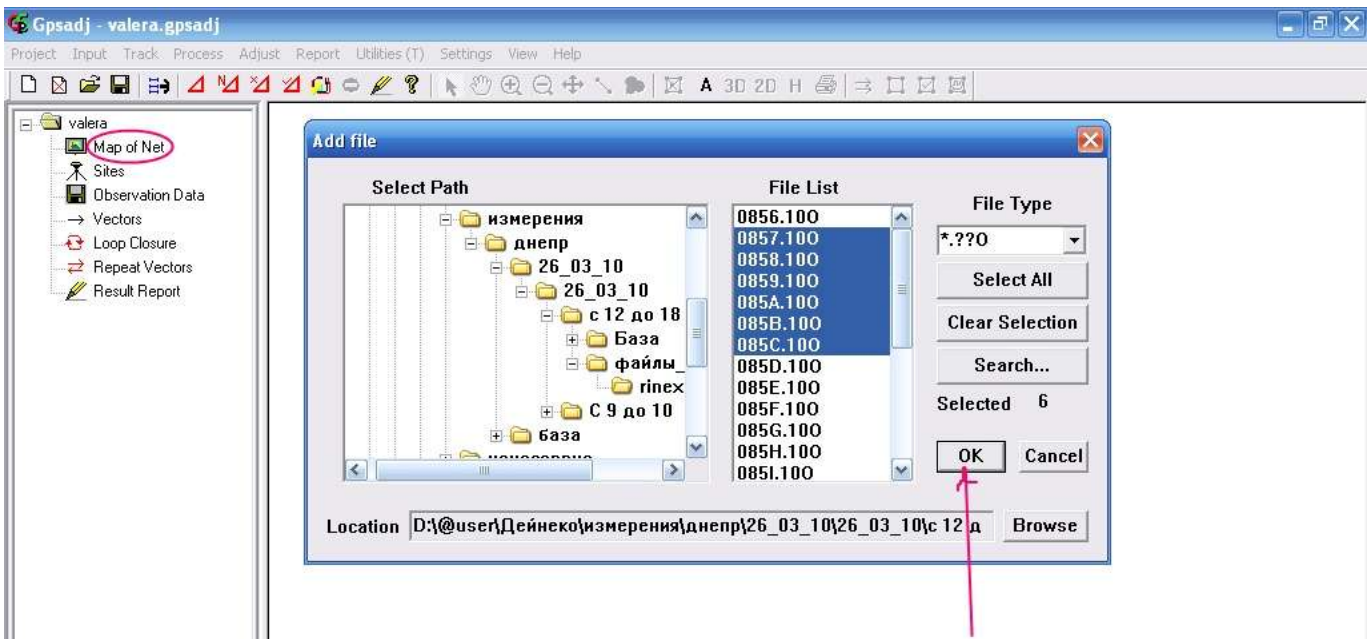 Gpsadj - valera.gpsadj
Project Input Track Process Adjust Report Utilities (T) Settings View Help
N
A 3D 2D H
valera
Map of Net
Sites
Observation Data
Vectors
Loop Closure
Repeat Vectors
Result Report
Add file
Select Path
измерения
днепр
26_03_10
26_03_10
с 12 до 18
База
файлы_
rinex
С 9 до 10
база
File List
0856.10O
0857.10O
0858.10O
0859.10O
085A.10O
085B.10O
085C.10O
085D.10O
085E.10O
085F.10O
085G.10O
085H.10O
085I.10O
File Type
*.??O
Select All
Clear Selection
Search...
Selected 6
OK Cancel
Location D:\@user\Дейнеко\измерения\днепр\26_03_10\26_03_10\с 12 д Browse